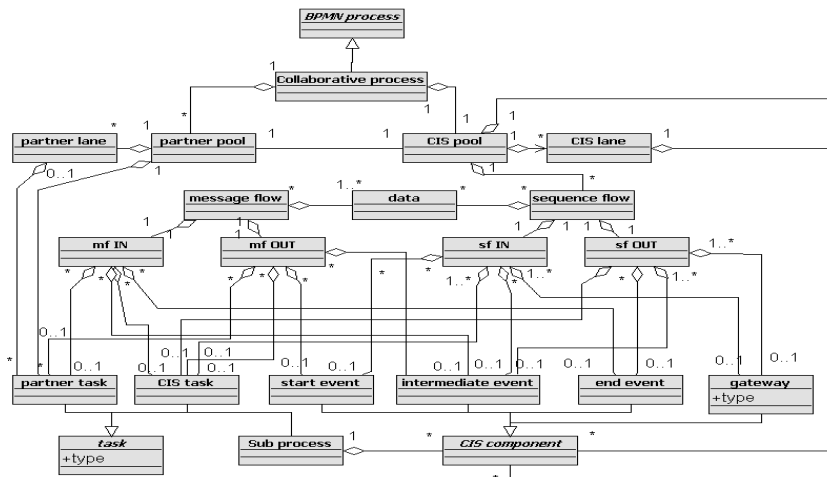 BPMN process
1
Collaborative process
1
* 1 1
* 1 1 1 1 1
partner lane partner pool CIS pool * CIS lane
0..1 1 1
message flow * 1..* data * * sequence flow *
1 1 1 1
mf IN mf OUT sf IN sf OUT 1..*
* * * * * * * * * 1..* * 1..* * 1..*
0..1 0..1 0..1 0..1
* * 0..1 0..1 0..1 0..1 0..1 0..1 0..1 0..1 0..1 0..1
partner task CIS task start event intermediate event end event gateway
+type
task Sub process 1 * CIS component *
+type
*